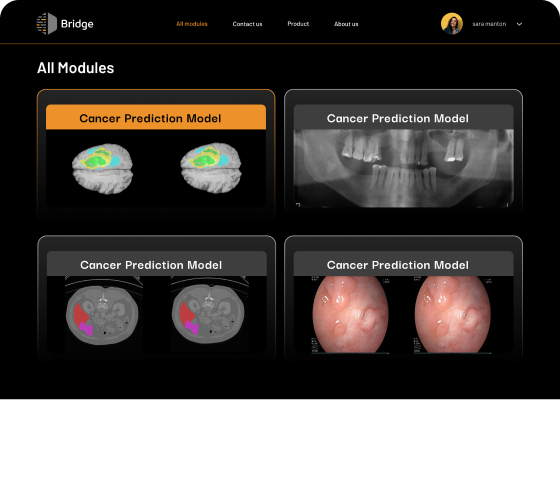 Bridge
All modules
Contact us
Product
About us
sara manton
All Modules
Cancer Prediction Model
Cancer Prediction Model
Cancer Prediction Model
Cancer Prediction Model